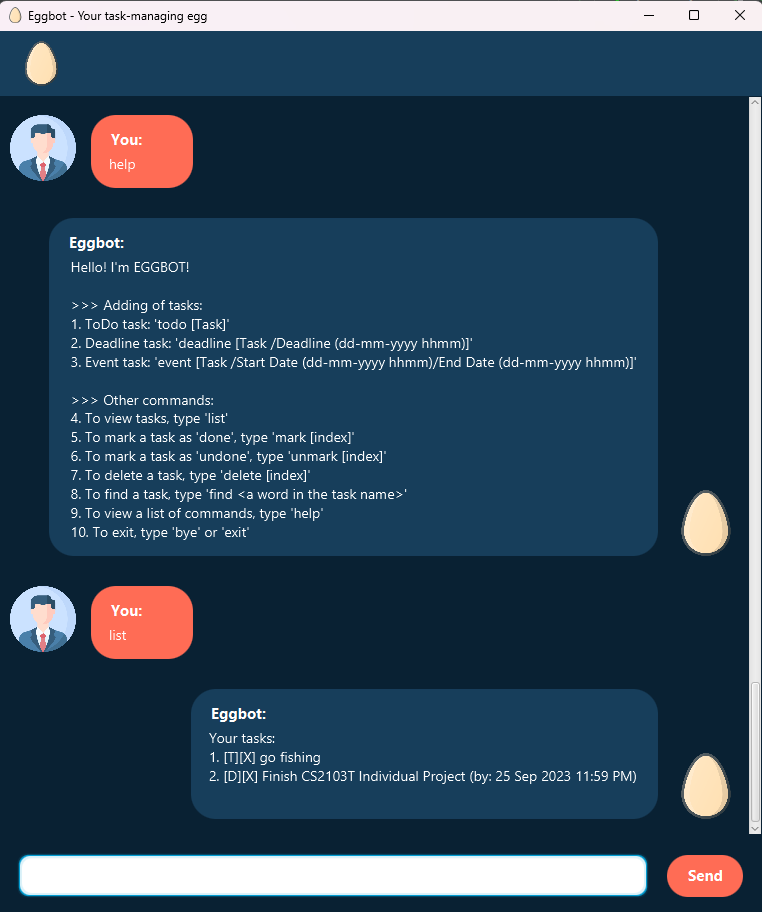 Eggbot - Your task-managing egg
You:
help
Eggbot:
Hello! I'm EGGBOT!
>>> Adding of tasks:
1. ToDo task: 'todo [Task]'
2. Deadline task: 'deadline [Task /Deadline (dd-mm-yyyy hhmm)]'
3. Event task: 'event [Task /Start Date (dd-mm-yyyy hhmm)/End Date (dd-mm-yyyy hhmm)]'
>>> Other commands:
4. To view tasks, type 'list'
5. To mark a task as 'done', type 'mark [index]'
6. To mark a task as 'undone', type 'unmark [index]'
7. To delete a task, type 'delete [index]'
8. To find a task, type 'find <a word in the task name>'
9. To view a list of commands, type 'help'
10. To exit, type 'bye' or 'exit'
You:
list
Eggbot:
Your tasks:
1. [T][X] go fishing
2. [D][X] Finish CS2103T Individual Project (by: 25 Sep 2023 11:59 PM)
Send